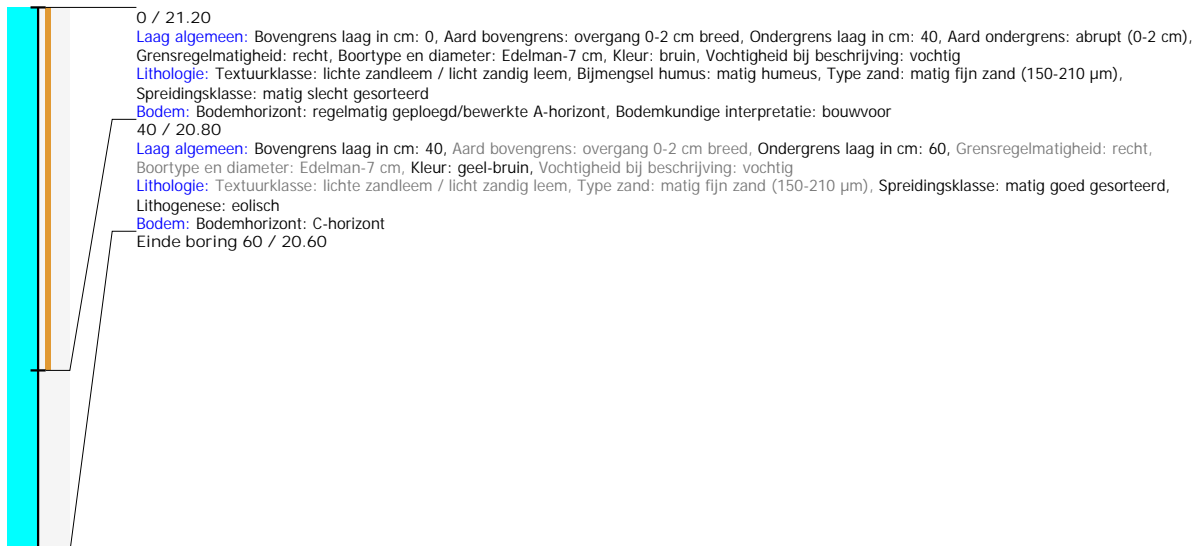 0 / 21.20
Laag algemeen: Bovengrens laag in cm: 0, Aard bovengrens: overgang 0-2 cm breed, Ondergrens laag in cm: 40, Aard ondergrens: abrupt (0-2 cm),
Grensregelmatigheid: recht, Boortype en diameter: Edelman-7 cm, Kleur: bruin, Vochtigheid bij beschrijving: vochtig
Lithologie: Textuurklasse: lichte zandleem / licht zandig leem, Bijmengsel humus: matig humeus, Type zand: matig fijn zand (150-210 µm),
Spreidingsklasse: matig slecht gesorteerd
Bodem: Bodemhorizont: regelmatig geploegd/bewerkte A-horizont, Bodemkundige interpretatie: bouwvoor
40 / 20.80
Laag algemeen: Bovengrens laag in cm: 40, Aard bovengrens: overgang 0-2 cm breed, Ondergrens laag in cm: 60, Grensregelmatigheid: recht,
Boortype en diameter: Edelman-7 cm, Kleur: geel-bruin, Vochtigheid bij beschrijving: vochtig
Lithologie: Textuurklasse: lichte zandleem / licht zandig leem, Type zand: matig fijn zand (150-210 µm), Spreidingsklasse: matig goed gesorteerd,
Lithogenese: eolisch
Bodem: Bodemhorizont: C-horizont
Einde boring 60 / 20.60